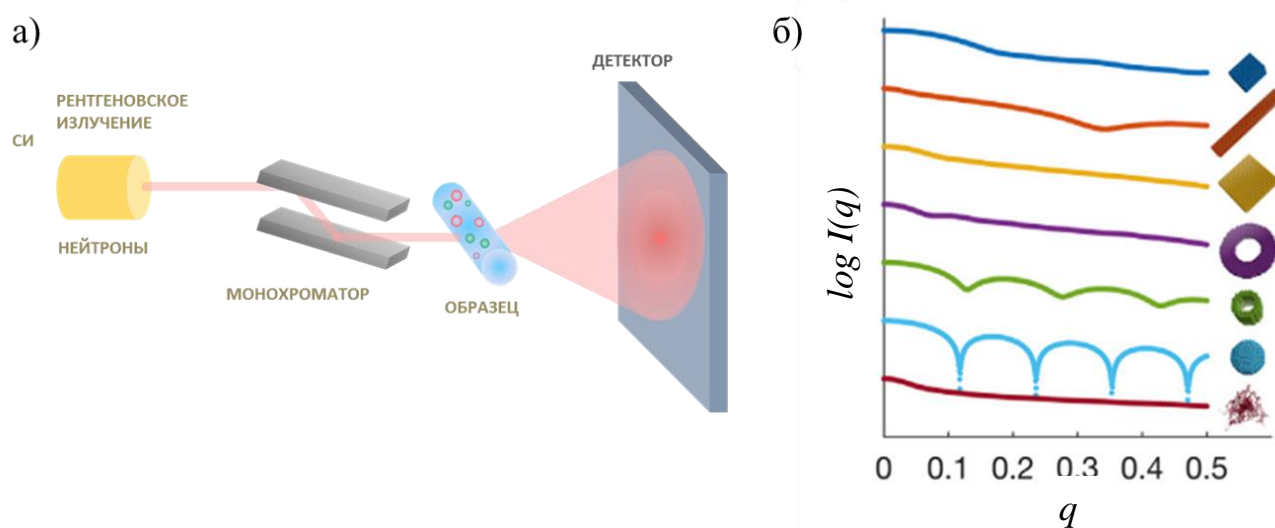 а)
СИ
РЕНТГЕНОВСКОЕ
ИЗЛУЧЕНИЕ
НЕЙТРОНЫ
МОНОХРОМАТОР
ОБРАЗЕЦ
ДЕТЕКТОР
б)
log I(q)
0 0.1 0.2 0.3 0.4 0.5
q